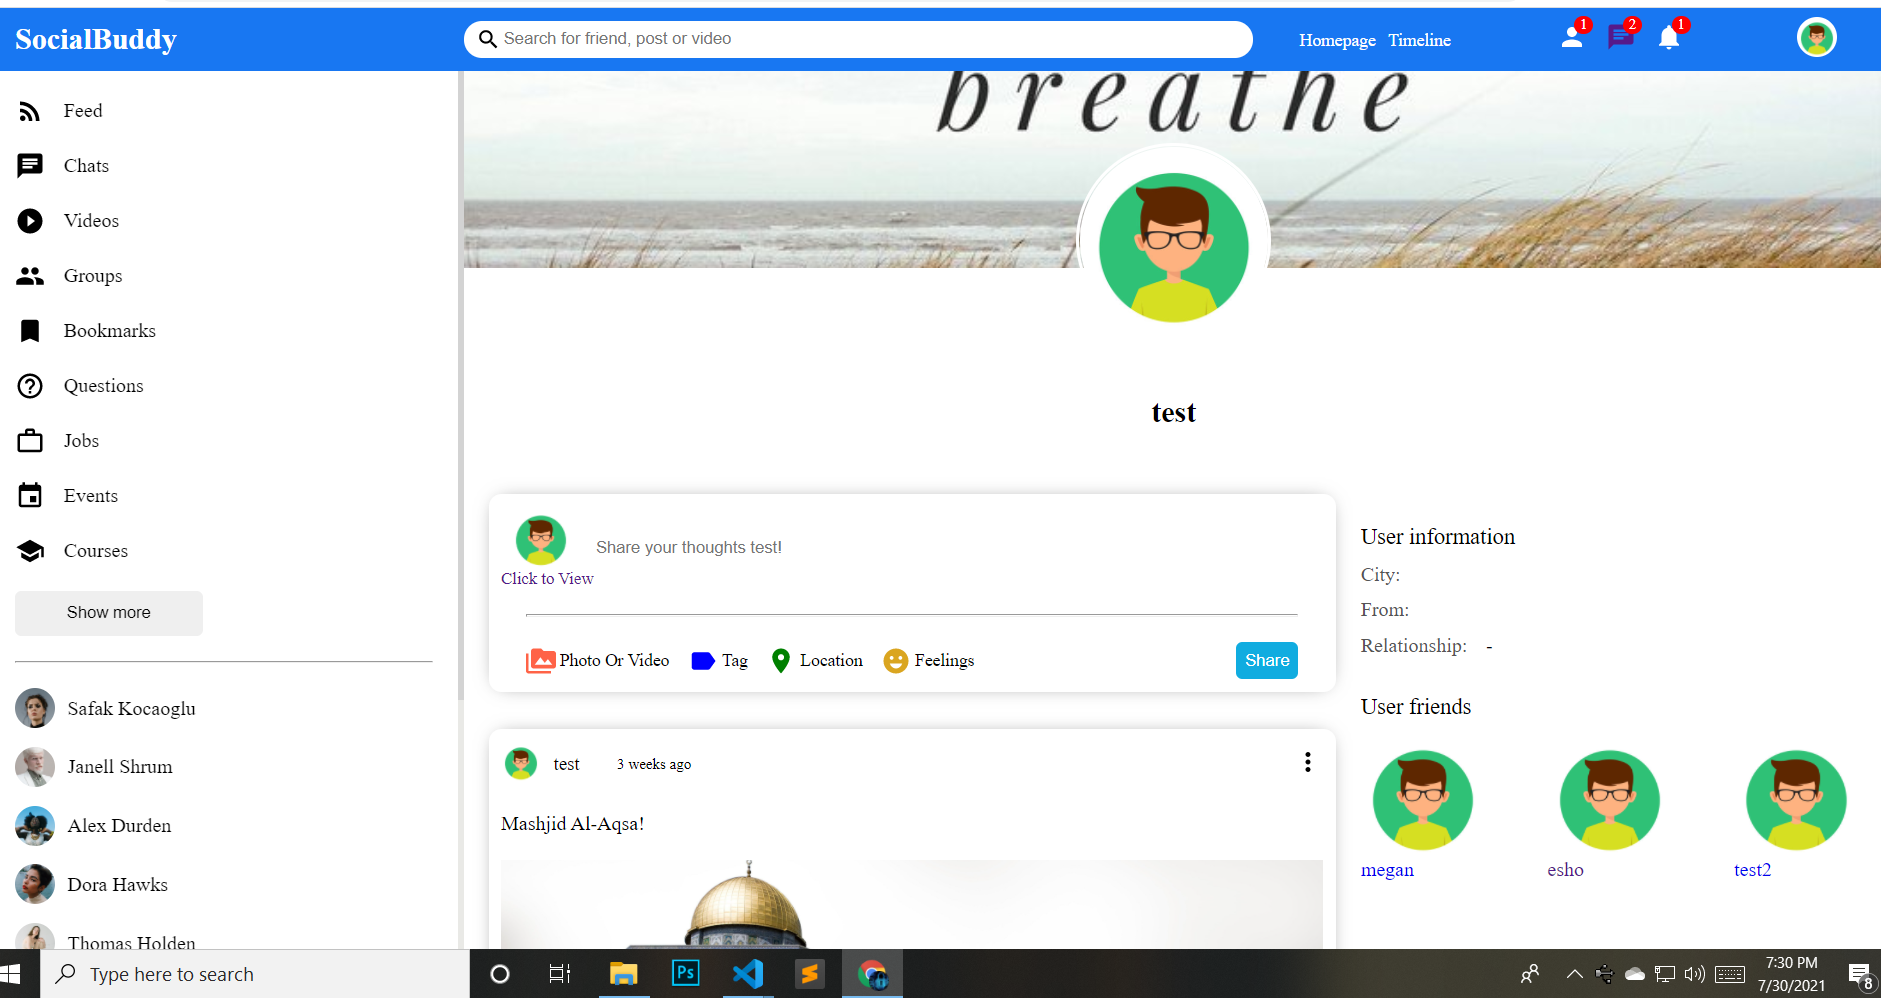 SocialBuddy
Search for friend, post or video
Homepage Timeline
1
2
1
Feed
Chats
Videos
Groups
Bookmarks
Questions
Jobs
Events
Courses
Show more
Safak Kocaoglu
Janell Shrum
Alex Durden
Dora Hawks
Thomas Holden
breathe
test
Share your thoughts test!
Click to View
Photo Or Video Tag Location Feelings Share
test 3 weeks ago
Mashjid Al-Aqsa!
User information
City:
From:
Relationship: -
User friends
megan esho test2
Type here to search
Ps
7:30 PM
7/30/2021
8